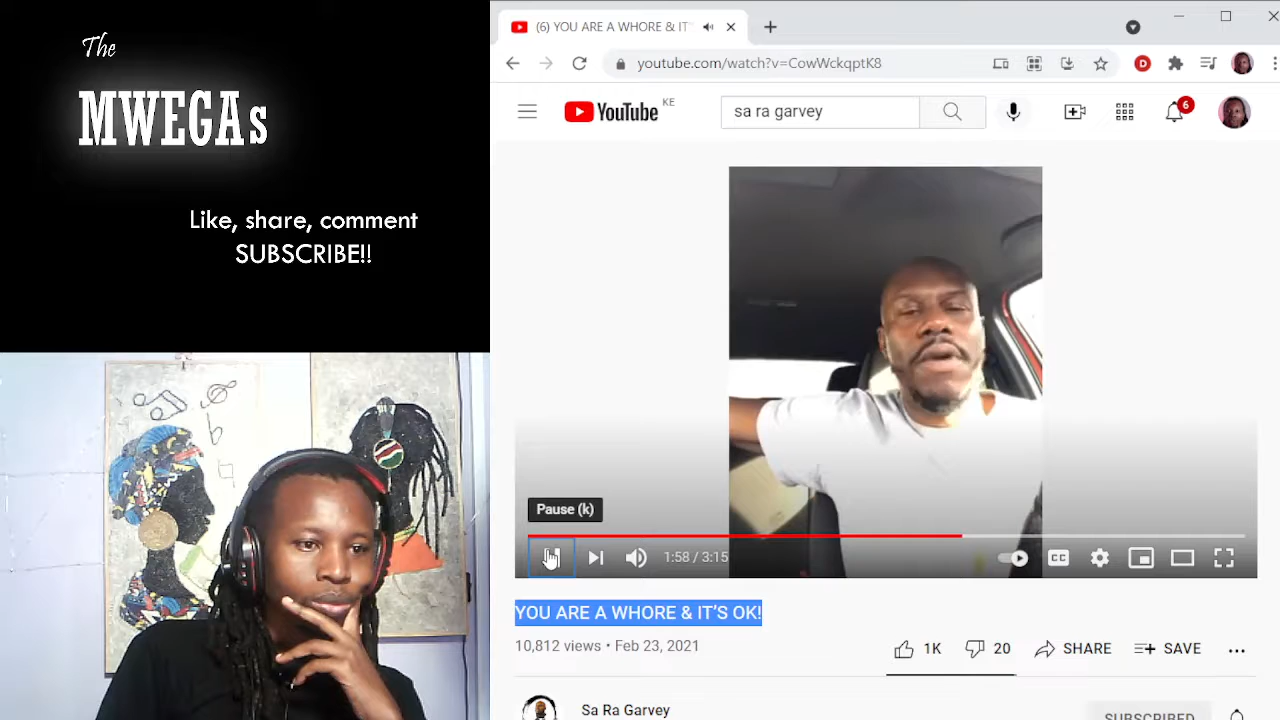 The
MWEGAs
Like, share, comment
SUBSCRIBE!!
(6) YOU ARE A WHORE & IT'
youtube.com/watch?v=CowWckqptK8
D
YouTube KE
sa ra garvey
6
Pause (k)
1:58 / 3:15
CC
YOU ARE A WHORE & IT'S OK!
10,812 views • Feb 23, 2021
1K
20
SHARE
SAVE
Sa Ra Garvey
SUBSCRIBED